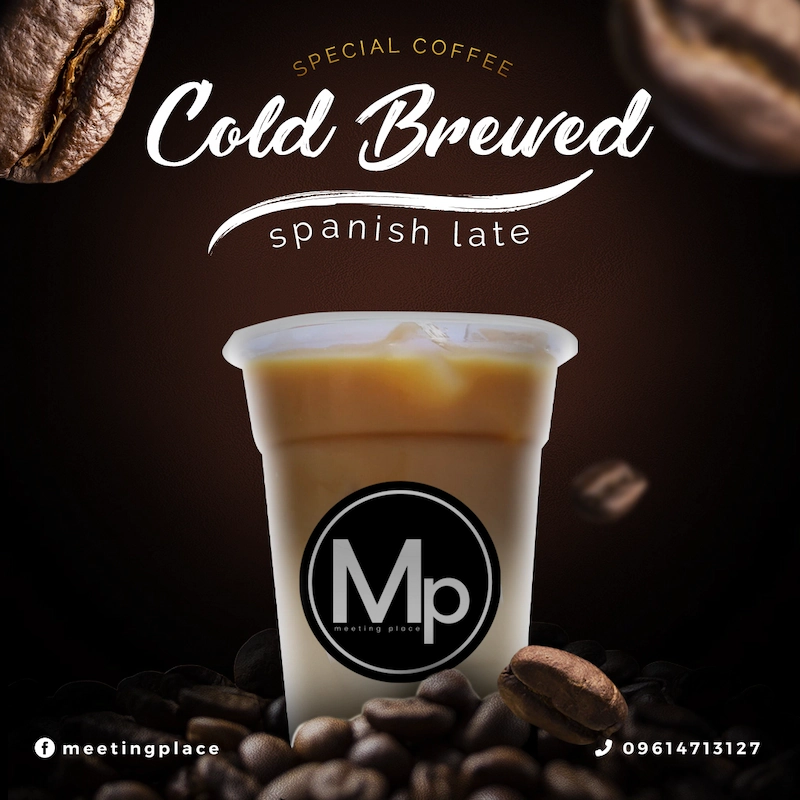 SPECIAL COFFEE
Cold Brewed
spanish late
Mp
meeting place
meetingplace
09614713127